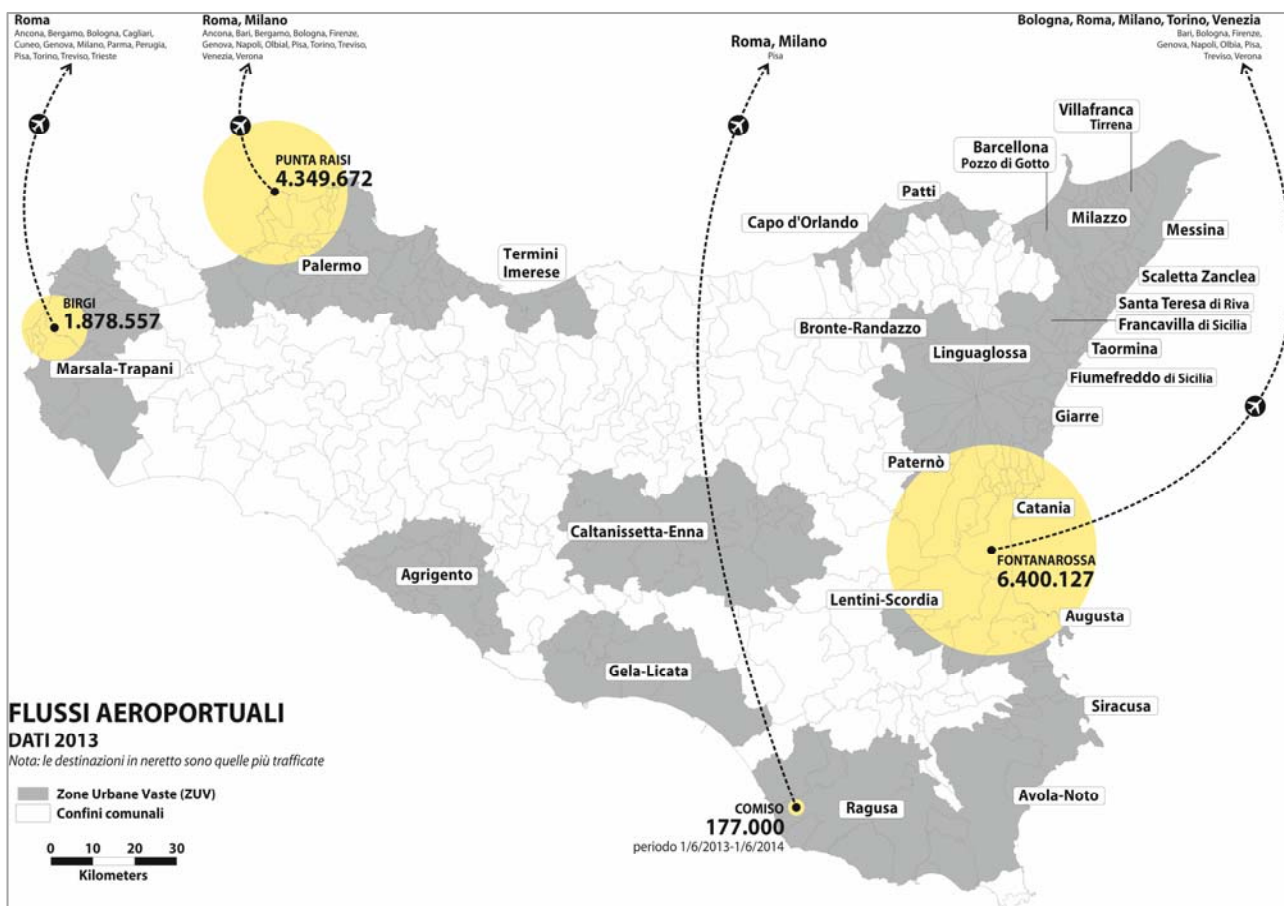 Roma
Ancona, Bergamo, Bologna, Cagliari,
Cuneo, Genova, Milano, Parma, Perugia,
Pisa, Torino, Treviso, Trieste
Roma, Milano
Ancona, Bari, Bergamo, Bologna, Firenze,
Genova, Napoli, Olbial, Pisa, Torino, Treviso,
Venezia, Verona
Roma, Milano
Pisa
Bologna, Roma, Milano, Torino, Venezia
Bari, Bologna, Firenze,
Genova, Napoli, Olbia, Pisa,
Treviso, Verona
Villafranca
Tirrena
Barcellona
Pozzo di Gotto
PUNTA RAISI
4.349.672
Patti
Capo d'Orlando
Milazzo
Messina
Palermo
Termini
Imerese
Scaletta Zanclea
BIRGI
1.878.557
Santa Teresa di Riva
Bronte-Randazzo
Francavilla di Sicilia
Linguaglossa
Taormina
Marsala-Trapani
Fiumefreddo di Sicilia
Giarre
Paternò
Catania
Caltanissetta-Enna
FONTANAROSSA
6.400.127
Agrigento
Lentini-Scordia
Augusta
Gela-Licata
Siracusa
FLUSSI AEROPORTUALI
DATI 2013
Nota: le destinazioni in neretto sono quelle più trafficate
Zone Urbane Vaste (ZUV)
Confini comunali
0 10 20 30
Kilometers
COMISO
177.000
periodo 1/6/2013-1/6/2014
Ragusa
Avola-Noto